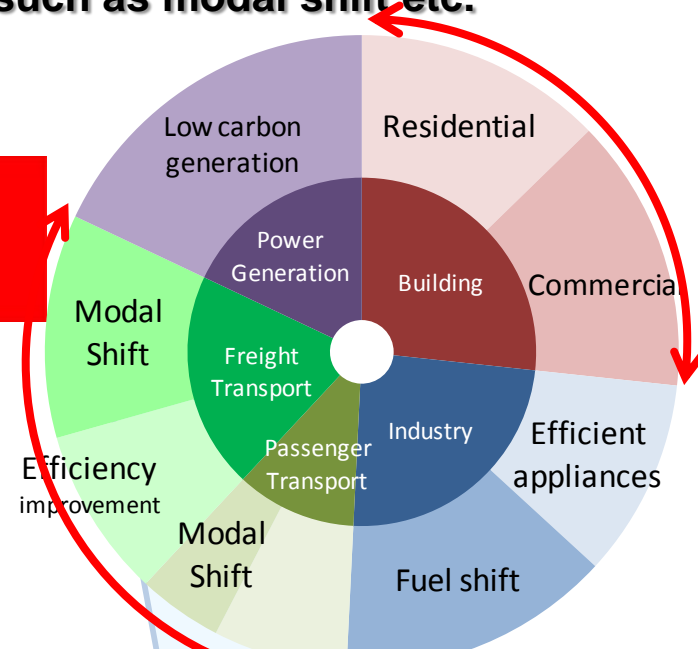 such as modal shift etc.
Low carbon
generation
Residential
Power
Generation
Building
Commercial
Modal
Shift
Freight
Transport
Passenger
Transport
Industry
Efficient
appliances
Efficiency
improvement
Modal
Shift
Fuel shift